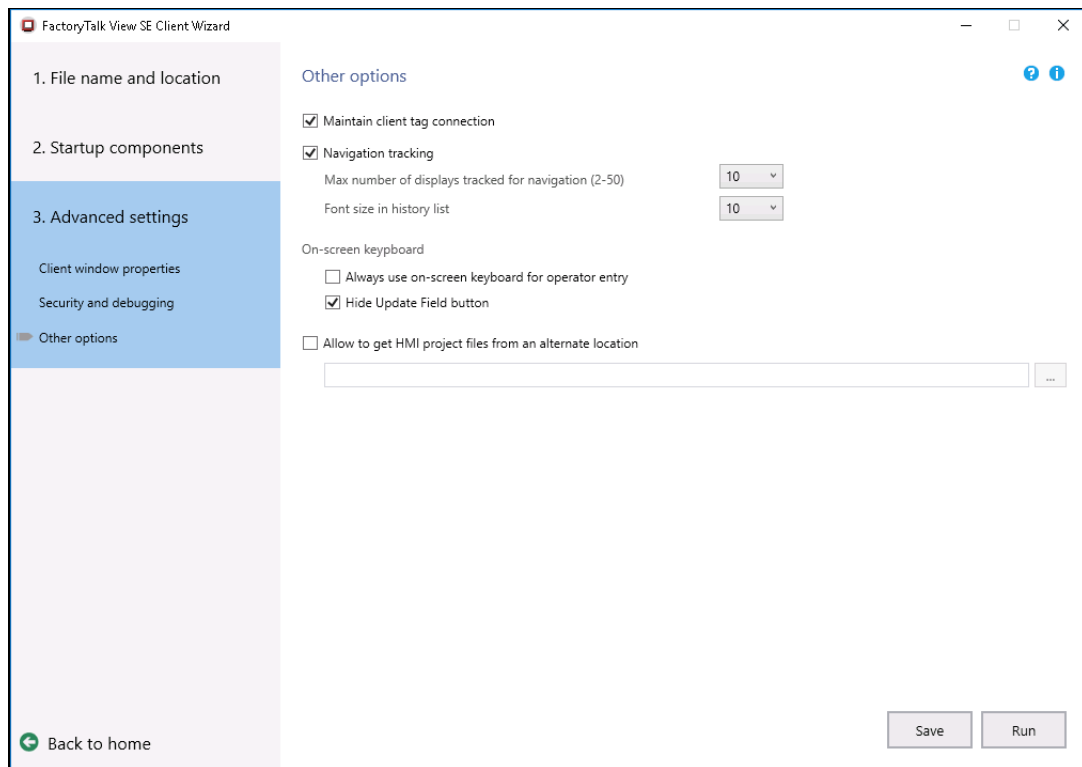 FactoryTalk View SE Client Wizard
1. File name and location
2. Startup components
3. Advanced settings
Client window properties
Security and debugging
Other options
Back to home
Other options
Maintain client tag connection
Navigation tracking
Max number of displays tracked for navigation (2-50)
10
Font size in history list
10
On-screen keypboard
Always use on-screen keyboard for operator entry
Hide Update Field button
Allow to get HMI project files from an alternate location
...
Save
Run